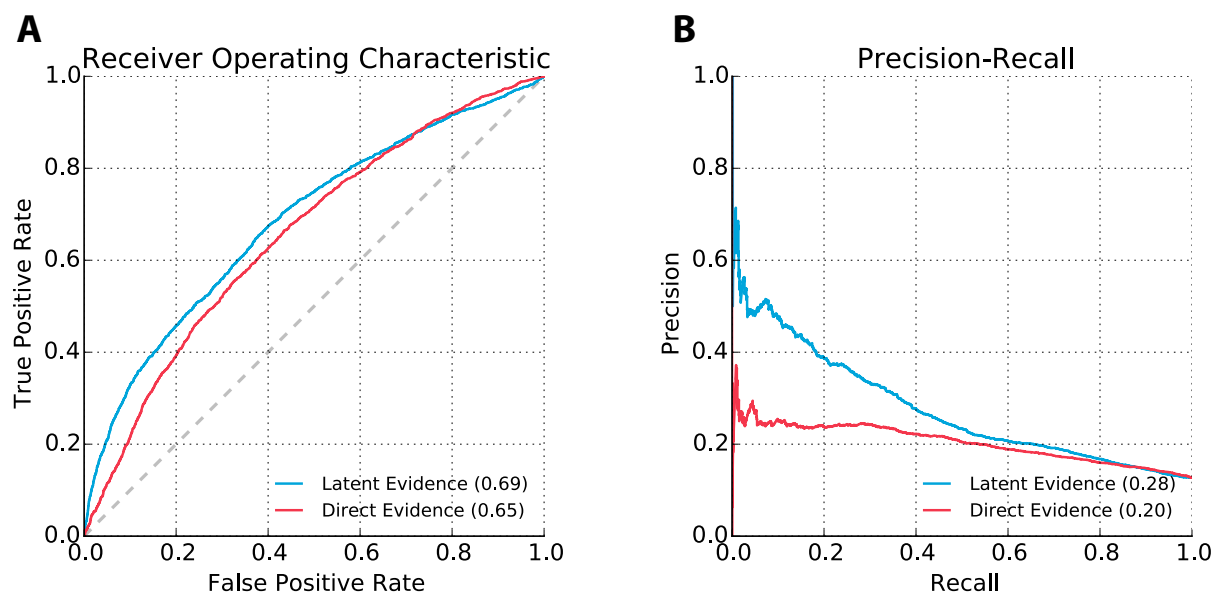 A
Receiver Operating Characteristic
1.0
0.8
0.6
0.4
0.2
0.0
True Positive Rate
Latent Evidence (0.69)
Direct Evidence (0.65)
0.0 0.2 0.4 0.6 0.8 1.0
False Positive Rate
B
Precision-Recall
1.0
0.8
0.6
0.4
0.2
0.0
Precision
Latent Evidence (0.28)
Direct Evidence (0.20)
0.0 0.2 0.4 0.6 0.8 1.0
Recall